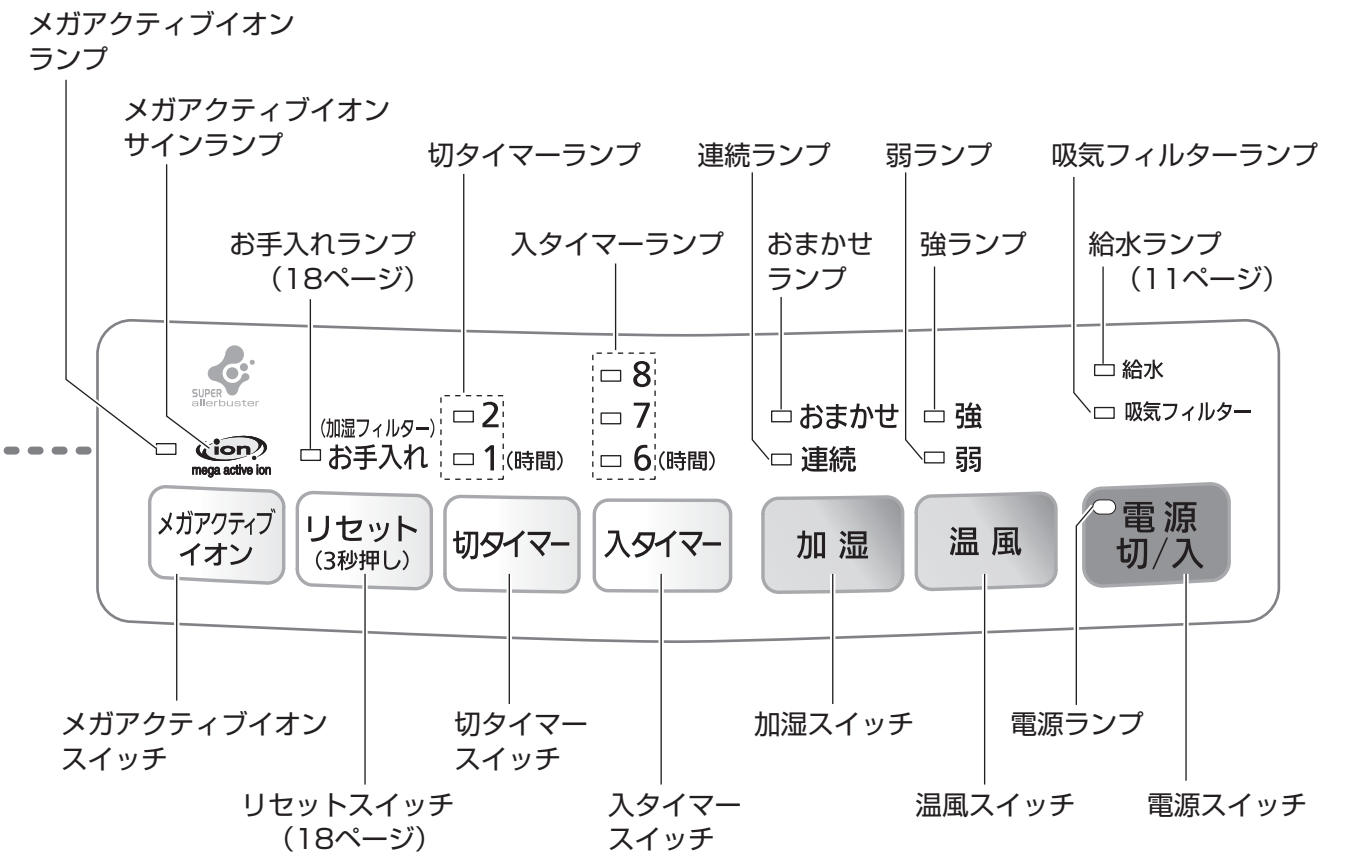 メガアクティブイオン
ランプ
メガアクティブイオン
サインランプ
切タイマーランプ
連続ランプ
弱ランプ
吸気フィルターランプ
お手入れランプ
(18ページ)
入タイマーランプ
おまかせ
ランプ
強ランプ
給水ランプ
(11ページ)
SUPER
allerbuster
ion
mega active ion
(加湿フィルター)
お手入れ
2
1(時間)
8
7
6(時間)
おまかせ
連続
強
弱
給水
吸気フィルター
メガアクティブ
イオン
リセット
(3秒押し)
切タイマー
入タイマー
加湿
温風
電源
切/入
メガアクティブイオン
スイッチ
リセットスイッチ
(18ページ)
切タイマー
スイッチ
入タイマー
スイッチ
加湿スイッチ
温風スイッチ
電源ランプ
電源スイッチ